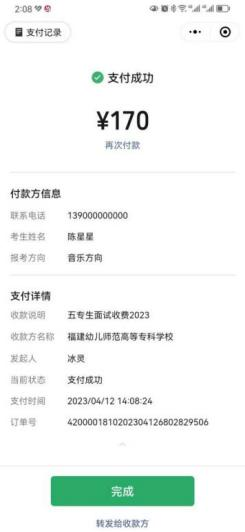 2:08
支付记录
支付成功
¥170
再次付款
付款方信息
联系电话 139000000000
考生姓名 陈星星
报考方向 音乐方向
支付详情
收款说明 五专生面试收费2023
收款方名称 福建幼儿师范高等专科学校
发起人 冰灵
当前状态 支付成功
支付时间 2023/04/12 14:08:24
订单号 4200001810202304126802829506
完成
转发给收款方